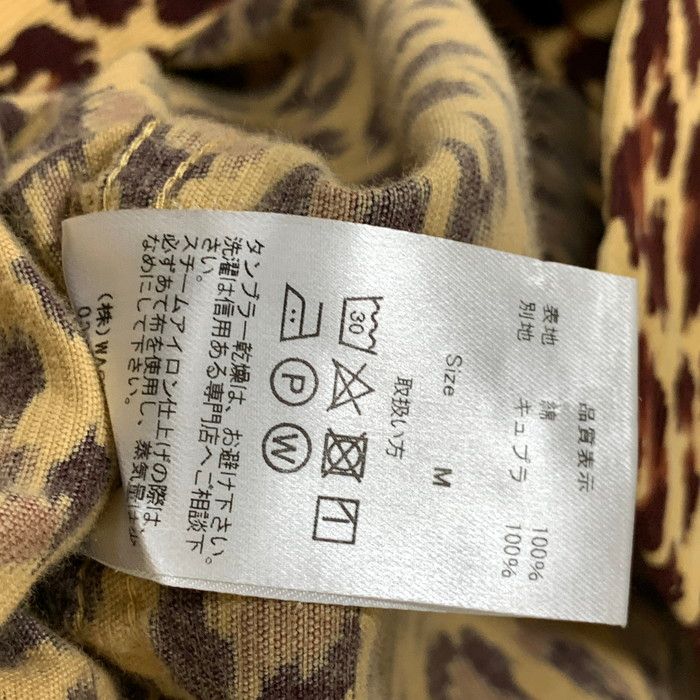 品質表示
表地 綿 100%
別地 キュプラ 100%
Size M
取扱い方
30
P W
タンブラー乾燥は、お避け下さい。
洗濯は信用ある専門店へご相談下
さい。
スチームアイロン仕上げの際は、
必ずあて布を使用し、蒸気量は少
なめにして下さい。
(株)WA